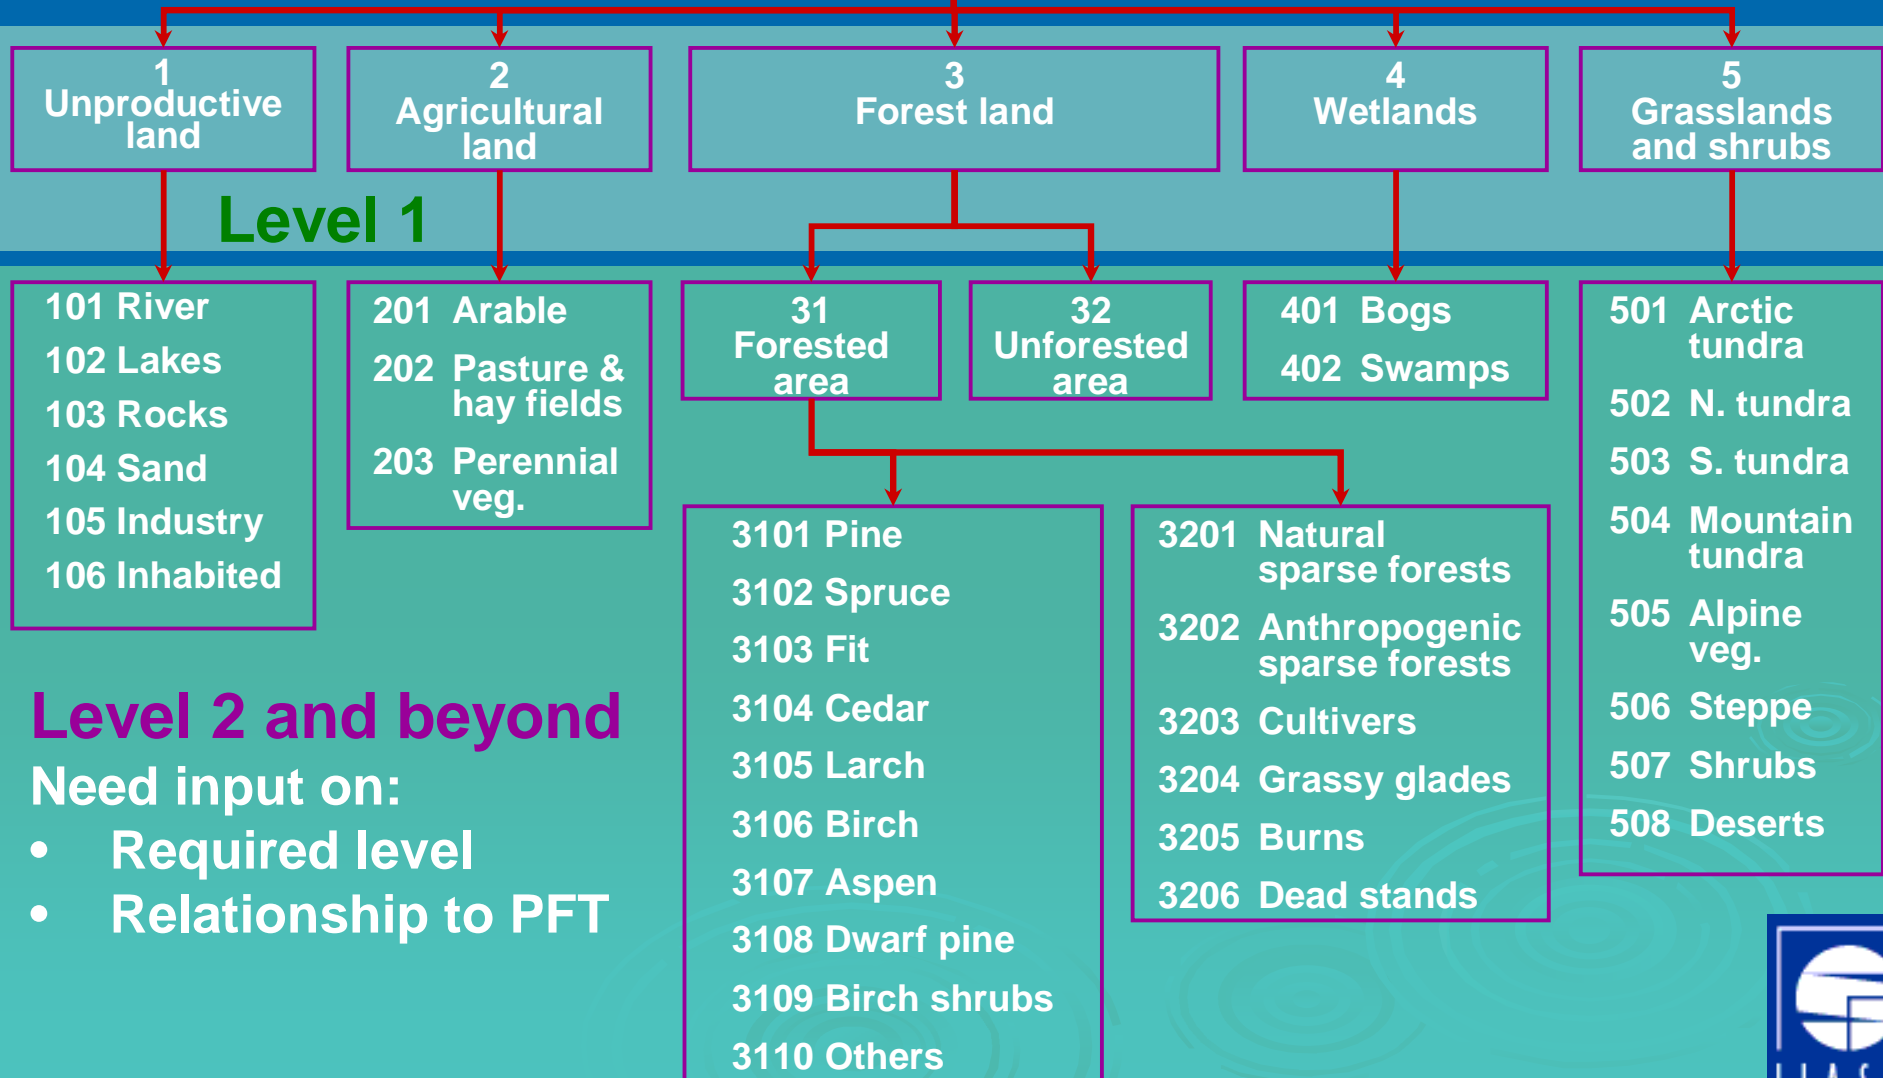 1
Unproductive
land
2
Agricultural
land
3
Forest land
4
Wetlands
5
Grasslands
and shrubs
Level 1
101 River
102 Lakes
103 Rocks
104 Sand
105 Industry
106 Inhabited
201 Arable
202 Pasture &
hay fields
203 Perennial
veg.
31
Forested
area
32
Unforested
area
401 Bogs
402 Swamps
501 Arctic
tundra
502 N. tundra
503 S. tundra
504 Mountain
tundra
505 Alpine
veg.
506 Steppe
507 Shrubs
508 Deserts
3101 Pine
3102 Spruce
3103 Fit
3104 Cedar
3105 Larch
3106 Birch
3107 Aspen
3108 Dwarf pine
3109 Birch shrubs
3110 Others
3201 Natural
sparse forests
3202 Anthropogenic
sparse forests
3203 Cultivers
3204 Grassy glades
3205 Burns
3206 Dead stands
Level 2 and beyond
Need input on:
• Required level
• Relationship to PFT